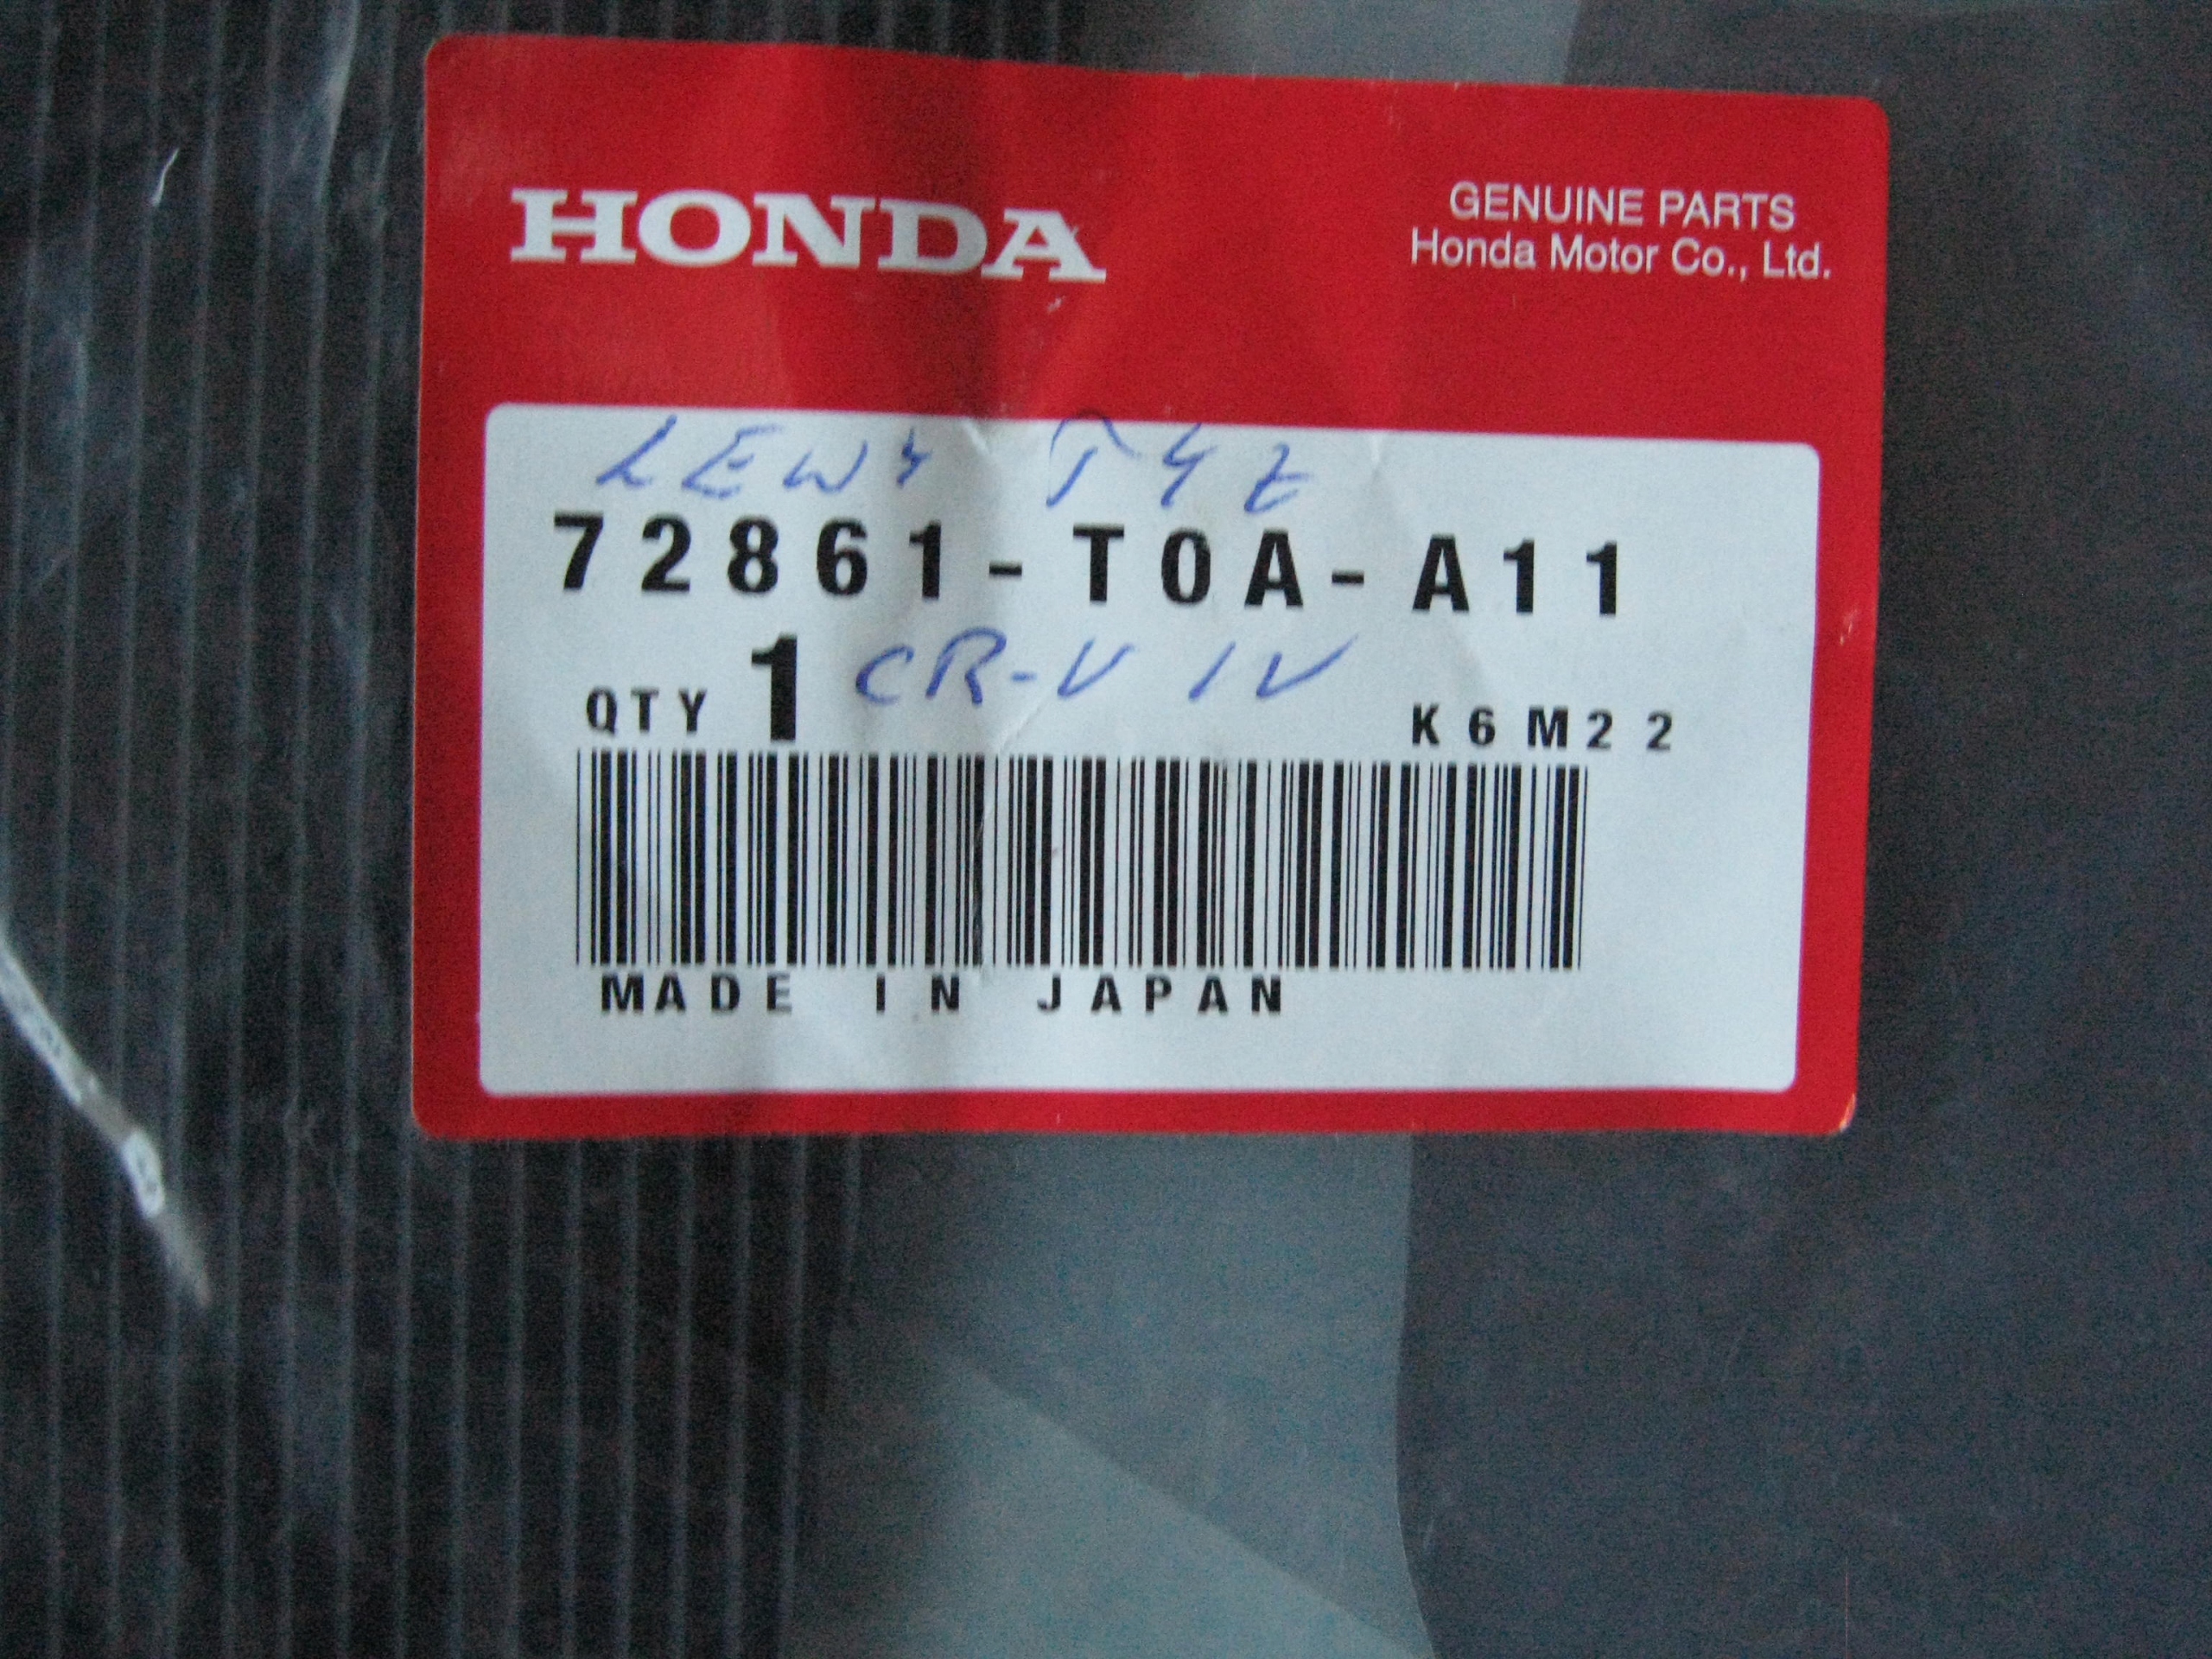 HONDA
GENUINE PARTS
Honda Motor Co., Ltd.
LEWY TYŁ
72861-T0A-A11
QTY 1 CR-V IV K6M22
MADE IN JAPAN